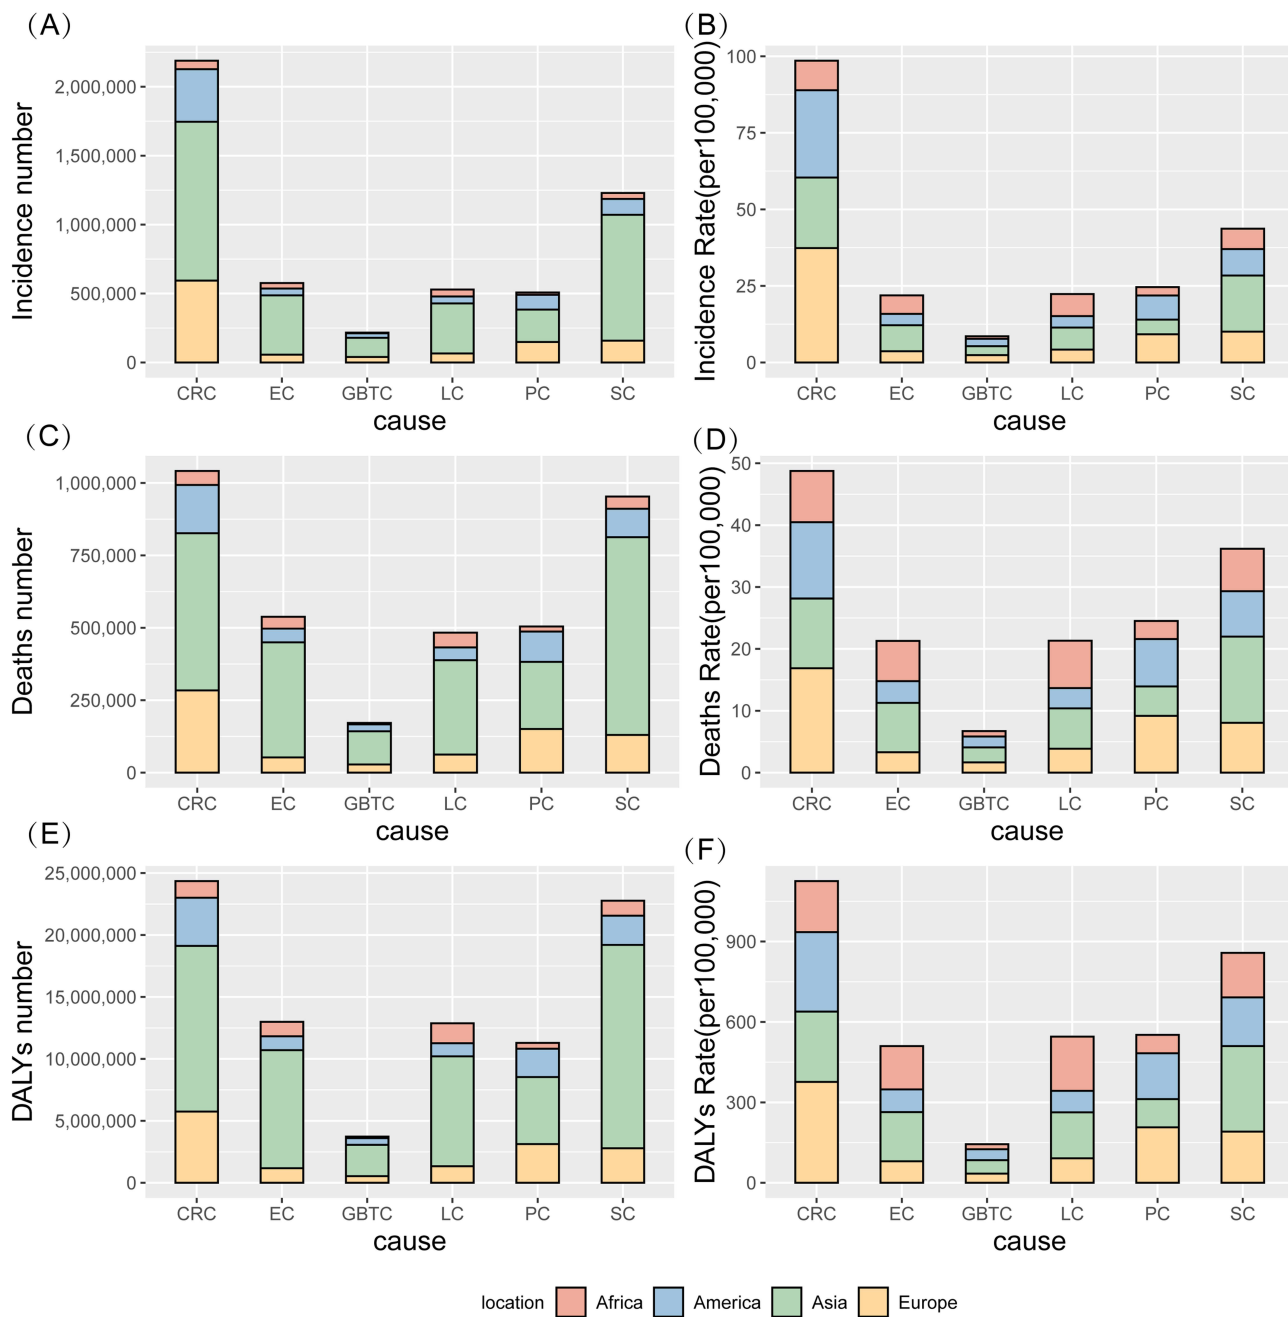 (A)
Incidence number
2,000,000
1,500,000
1,000,000
500,000
0
CRC EC GBTC LC PC SC
cause
(B)
Incidence Rate(per100,000)
100
75
50
25
0
CRC EC GBTC LC PC SC
(C)
Deaths number
1,000,000
750,000
500,000
250,000
0
CRC EC GBTC LC PC SC
cause
(D)
Deaths Rate(per100,000)
50
40
30
20
10
0
CRC EC GBTC LC PC SC
cause
(E)
DALYs number
25,000,000
20,000,000
15,000,000
10,000,000
5,000,000
0
CRC EC GBTC LC PC SC
cause
(F)
DALYs Rate(per100,000)
900
600
300
0
CRC EC GBTC LC PC SC
cause
location Africa America Asia Europe